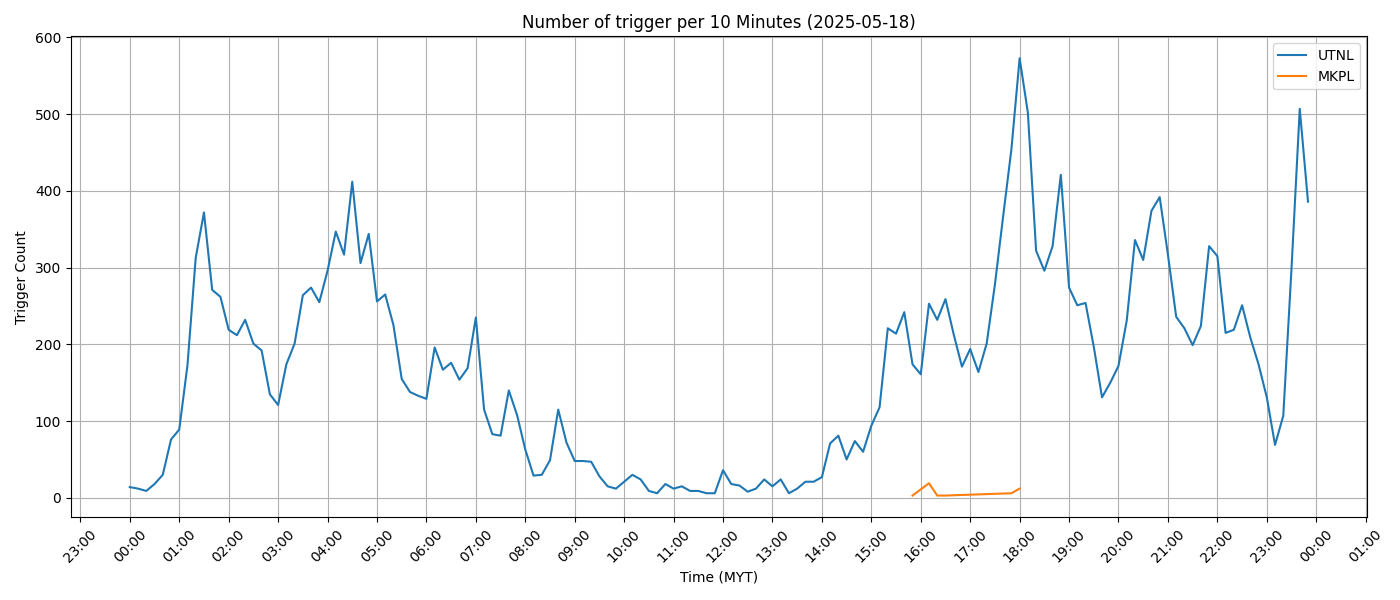 Number of trigger per 10 Minutes (2025-05-18)
UTNL
MKPL
Trigger Count
600
500
400
300
200
100
0
23:00 00:00 01:00 02:00 03:00 04:00 05:00 06:00 07:00 08:00 09:00 10:00 11:00 12:00 13:00 14:00 15:00 16:00 17:00 18:00 19:00 20:00 21:00 22:00 23:00 00:00 01:00
Time (MYT)